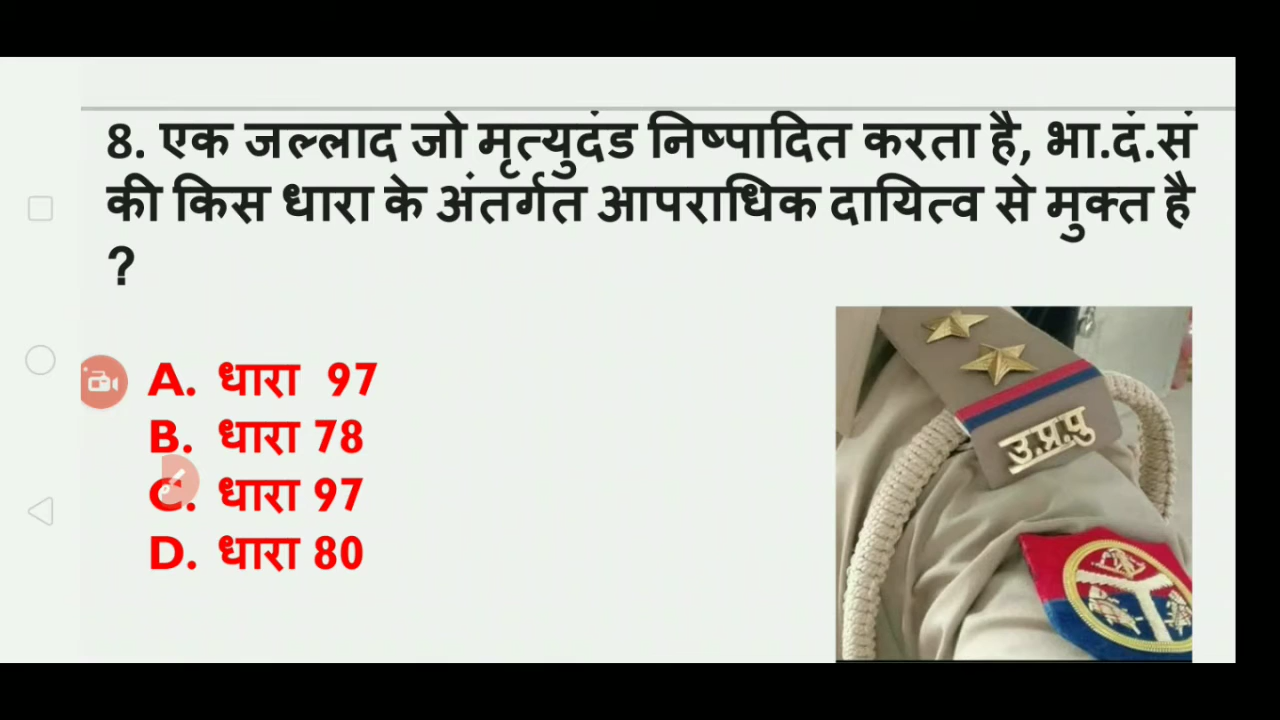 8. एक जल्लाद जो मृत्युदंड निष्पादित करता है, भा.दं.सं
की किस धारा के अंतर्गत आपराधिक दायित्व से मुक्त है
?
A. धारा 97
B. धारा 78
C. धारा 97
D. धारा 80
उ.प्र.पु